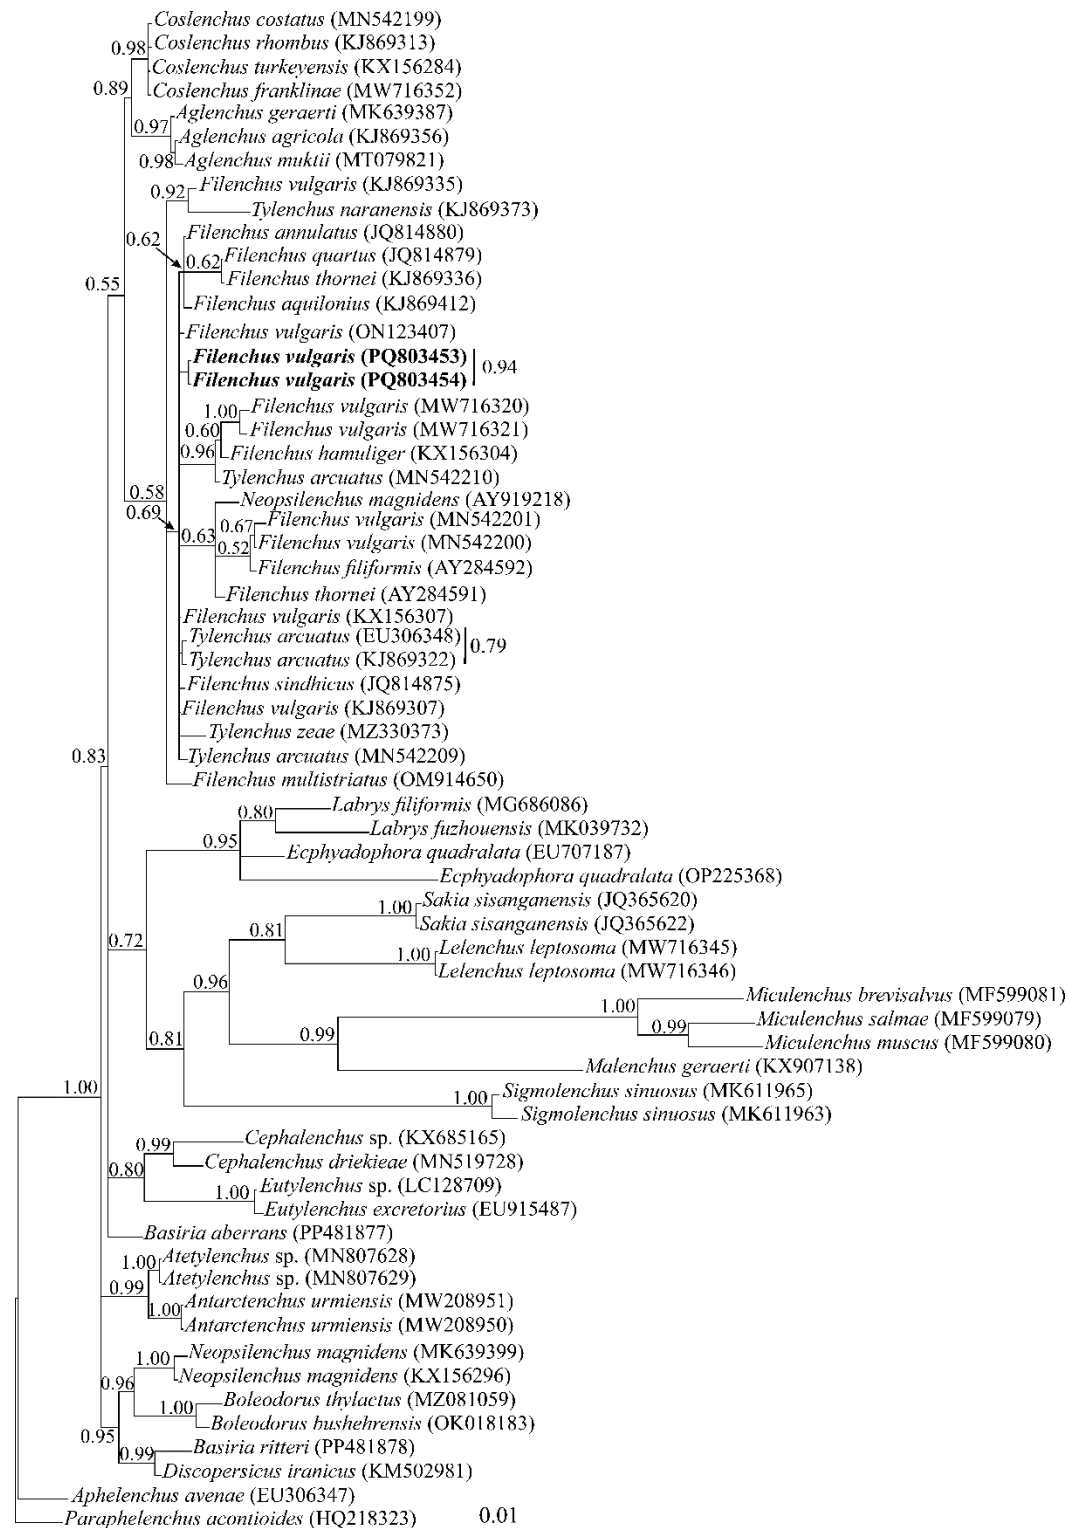 Coslenchus costatus (MN542199)
0.98 Coslenchus rhombus (KJ869313)
Coslenchus turkeyensis (KX156284)
0.89 Coslenchus franklinae (MW716352)
Aglenchus geraerti (MK639387)
0.97 Aglenchus agricola (KJ869356)
0.98 Aglenchus muktii (MT079821)
0.92 Filenchus vulgaris (KJ869335)
Tylenchus naranensis (KJ869373)
0.62 Filenchus annulatus (JQ814880)
0.62 Filenchus quartus (JQ814879)
0.55 Filenchus thornei (KJ869336)
Filenchus aquilonius (KJ869412)
Filenchus vulgaris (ON123407)
Filenchus vulgaris (PQ803453) 0.94
Filenchus vulgaris (PQ803454)
1.00 Filenchus vulgaris (MW716320)
0.60 Filenchus vulgaris (MW716321)
0.96 Filenchus hamuliger (KX156304)
Tylenchus arcuatus (MN542210)
0.58 Neopsilenchus magnidens (AY919218)
0.69 0.67 Filenchus vulgaris (MN542201)
0.63 0.52 Filenchus vulgaris (MN542200)
Filenchus filiformis (AY284592)
Filenchus thornei (AY284591)
Filenchus vulgaris (KX156307)
Tylenchus arcuatus (EU306348) 0.79
Tylenchus arcuatus (KJ869322)
Filenchus sindhicus (JQ814875)
Filenchus vulgaris (KJ869307)
Tylenchus zeae (MZ330373)
0.83 Tylenchus arcuatus (MN542209)
Filenchus multistriatus (OM914650)
0.80 Labrys filiformis (MG686086)
0.95 Labrys fuzhouensis (MK039732)
Ecphyadophora quadralata (EU707187)
Ecphyadophora quadralata (OP225368)
1.00 Sakia sisanganensis (JQ365620)
0.72 0.81 Sakia sisanganensis (JQ365622)
1.00 Lelenchus leptosoma (MW716345)
0.96 Lelenchus leptosoma (MW716346)
1.00 Miculenchus brevisalvus (MF599081)
0.81 0.99 0.99 Miculenchus salmae (MF599079)
Miculenchus muscus (MF599080)
Malenchus geraerti (KX907138)
1.00 1.00 Sigmolenchus sinuosus (MK611965)
Sigmolenchus sinuosus (MK611963)
0.99 Cephalenchus sp. (KX685165)
0.80 Cephalenchus driekieae (MN519728)
1.00 Eutylenchus sp. (LC128709)
Eutylenchus excretorius (EU915487)
Basiria aberrans (PP481877)
1.00 Atetylenchus sp. (MN807628)
0.99 Atetylenchus sp. (MN807629)
1.00 Antarctenchus urmiensis (MW208951)
Antarctenchus urmiensis (MW208950)
1.00 Neopsilenchus magnidens (MK639399)
0.96 Neopsilenchus magnidens (KX156296)
1.00 Boleodorus thylactus (MZ081059)
0.95 Boleodorus bushehrensis (OK018183)
0.99 Basiria ritteri (PP481878)
Discopersicus iranicus (KM502981)
Aphelenchus avenae (EU306347)
Paraphelenchus acontioides (HQ218323) 0.01